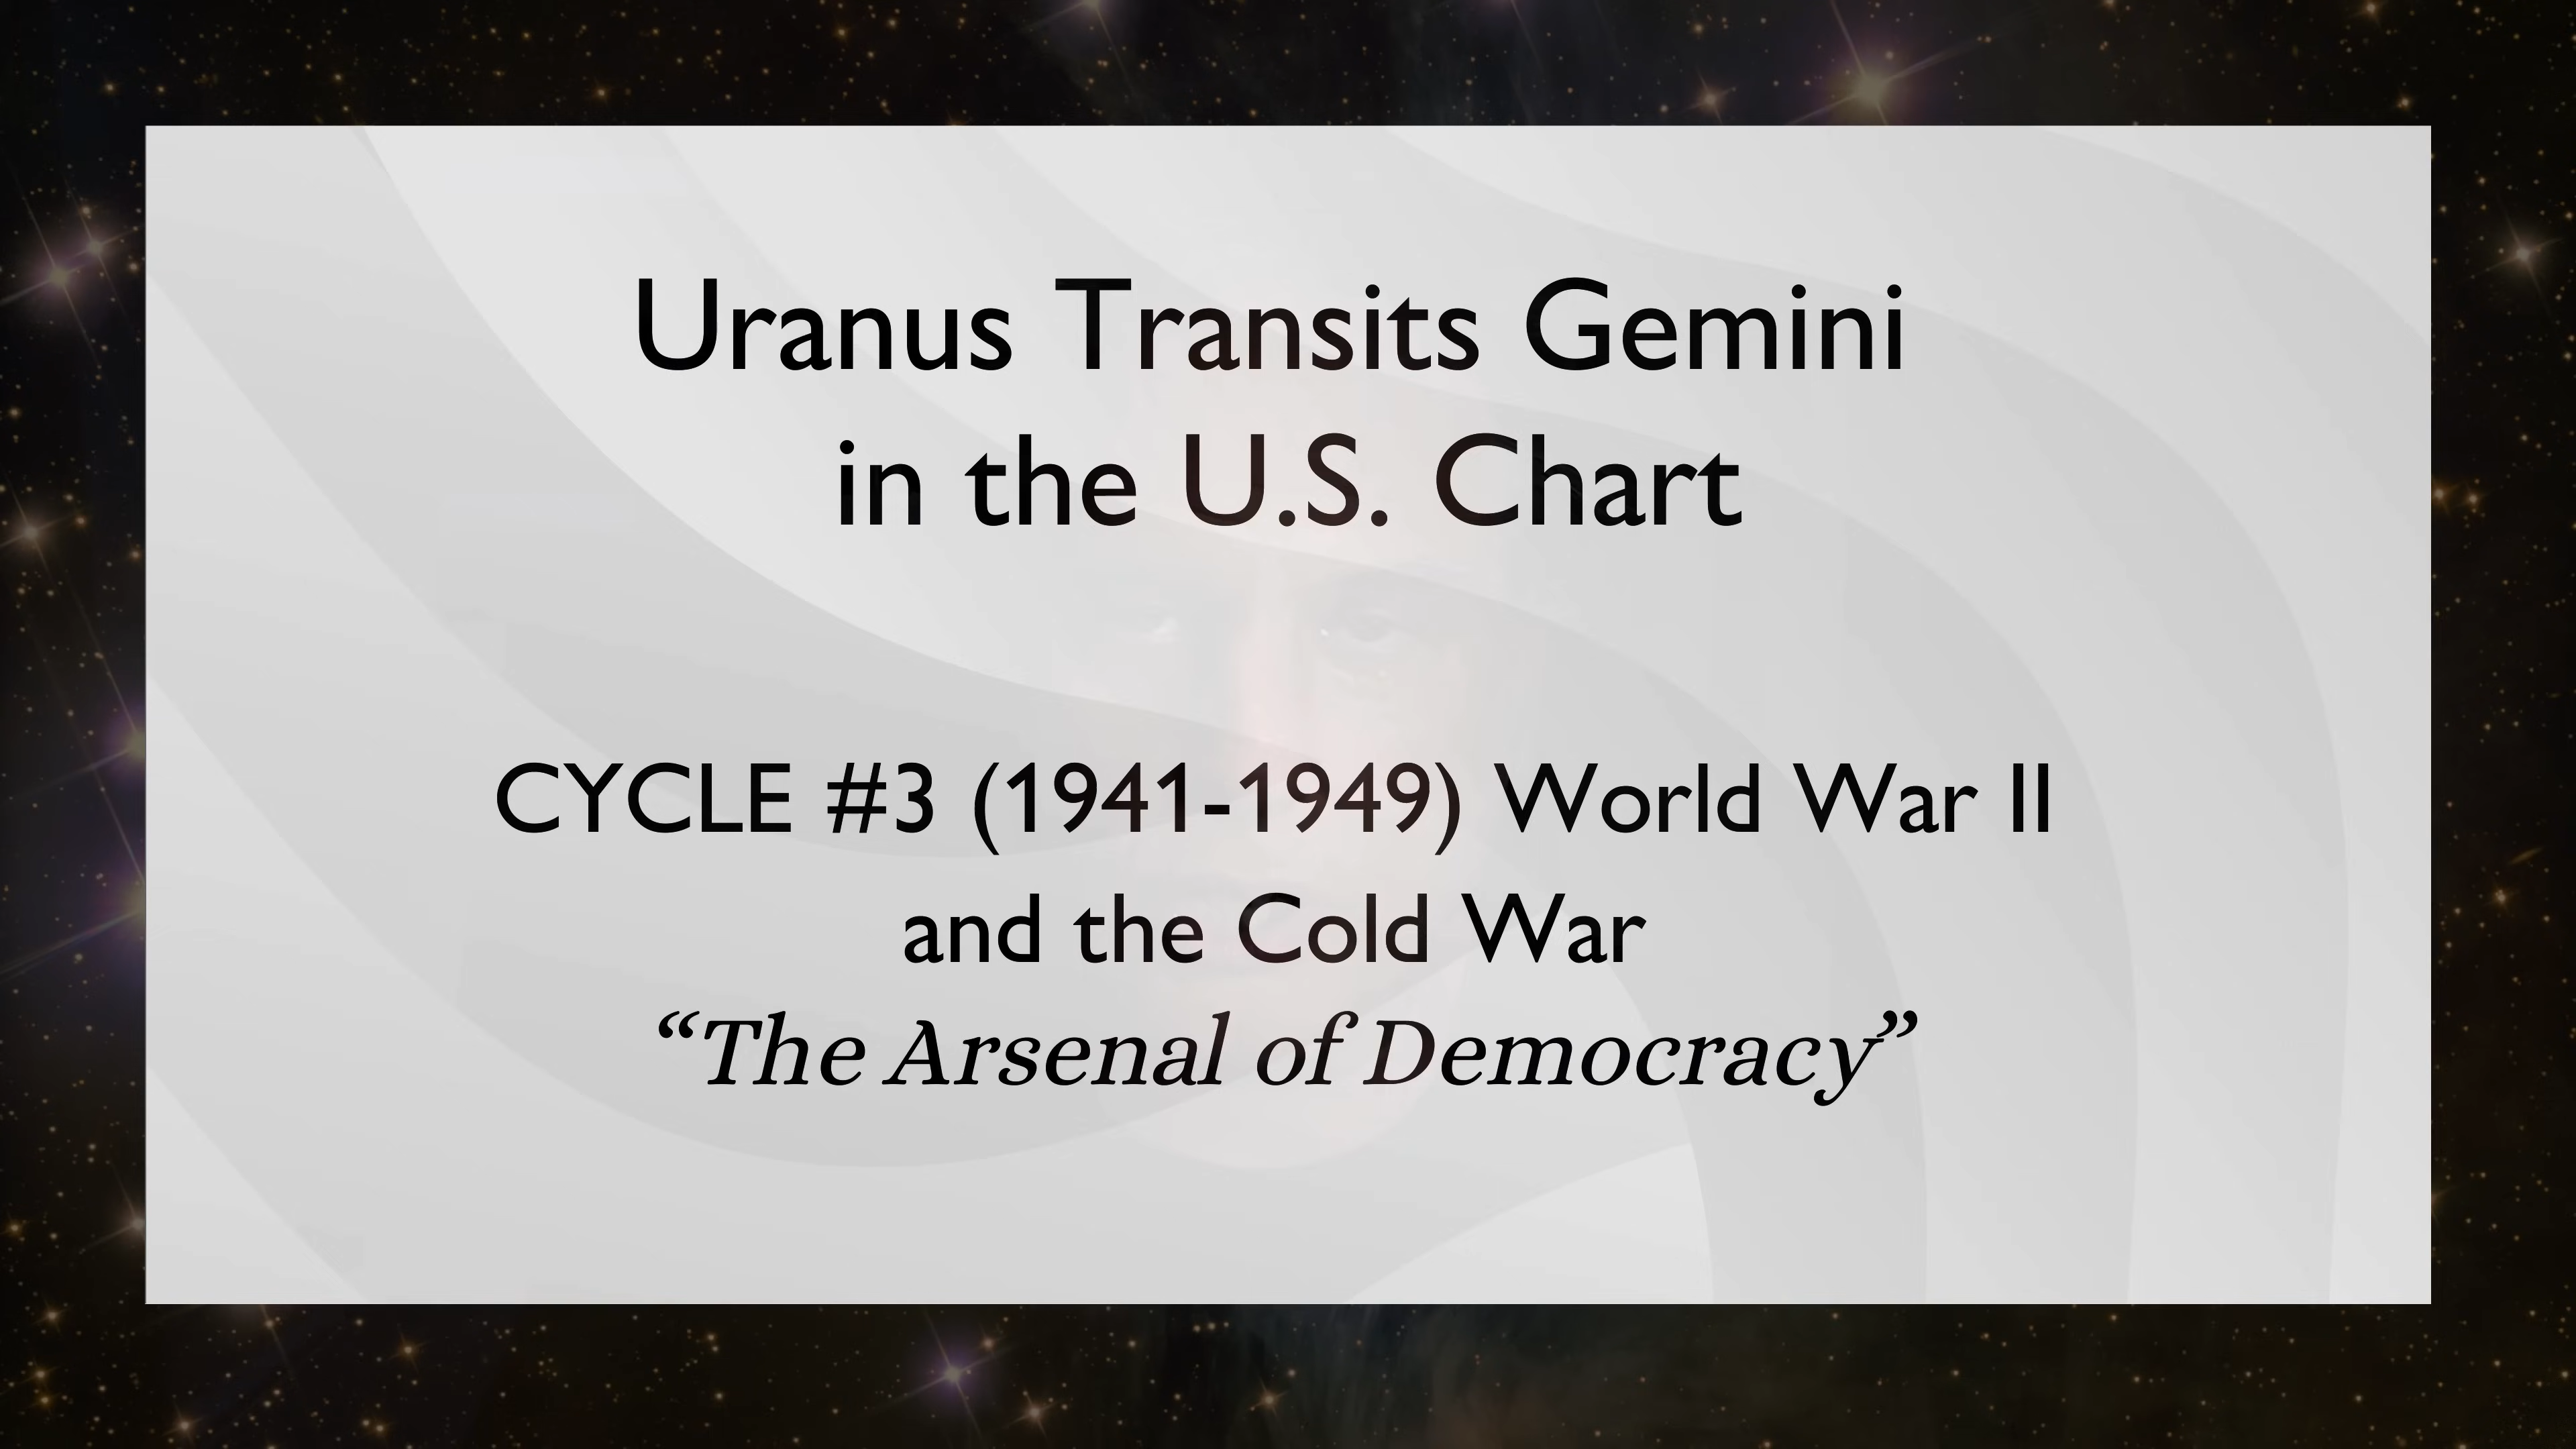 Uranus Transits Gemini
in the U.S. Chart
CYCLE #3 (1941-1949) World War II
and the Cold War
“The Arsenal of Democracy”